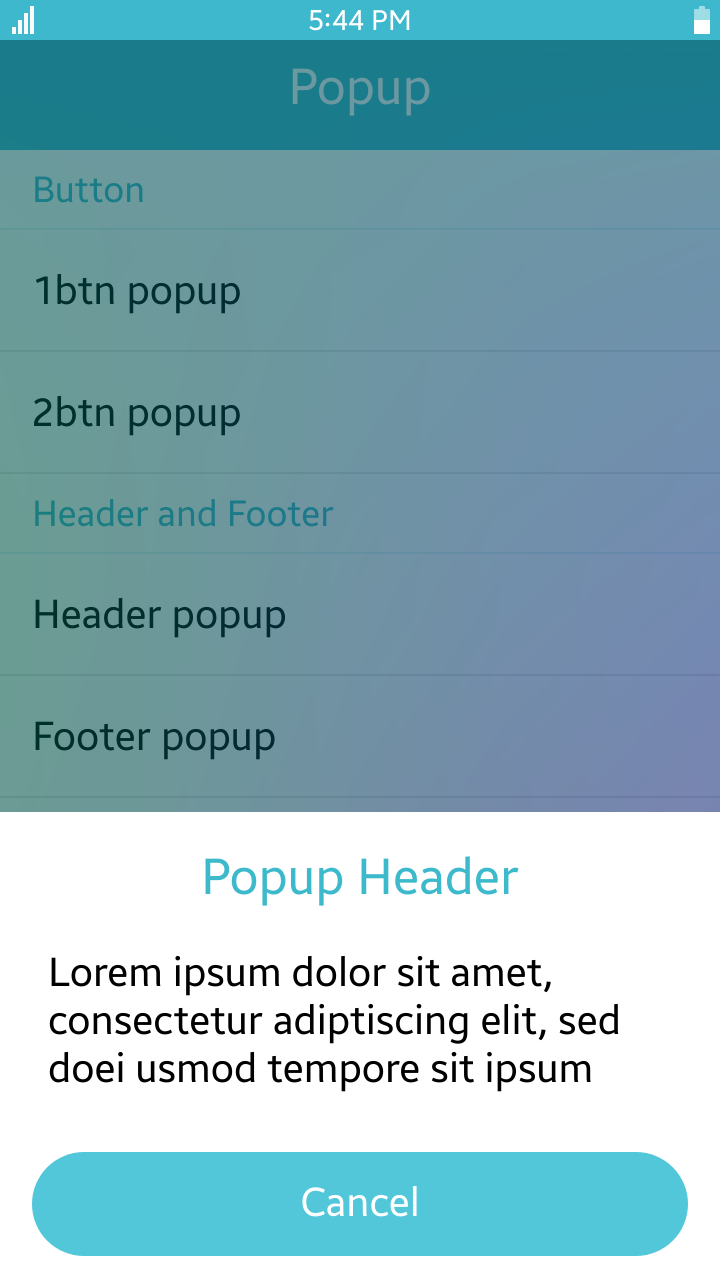 5:44 PM
Popup
Button
1btn popup
2btn popup
Header and Footer
Header popup
Footer popup
Popup Header
Lorem ipsum dolor sit amet,
consectetur adiptiscing elit, sed
doei usmod tempore sit ipsum
Cancel